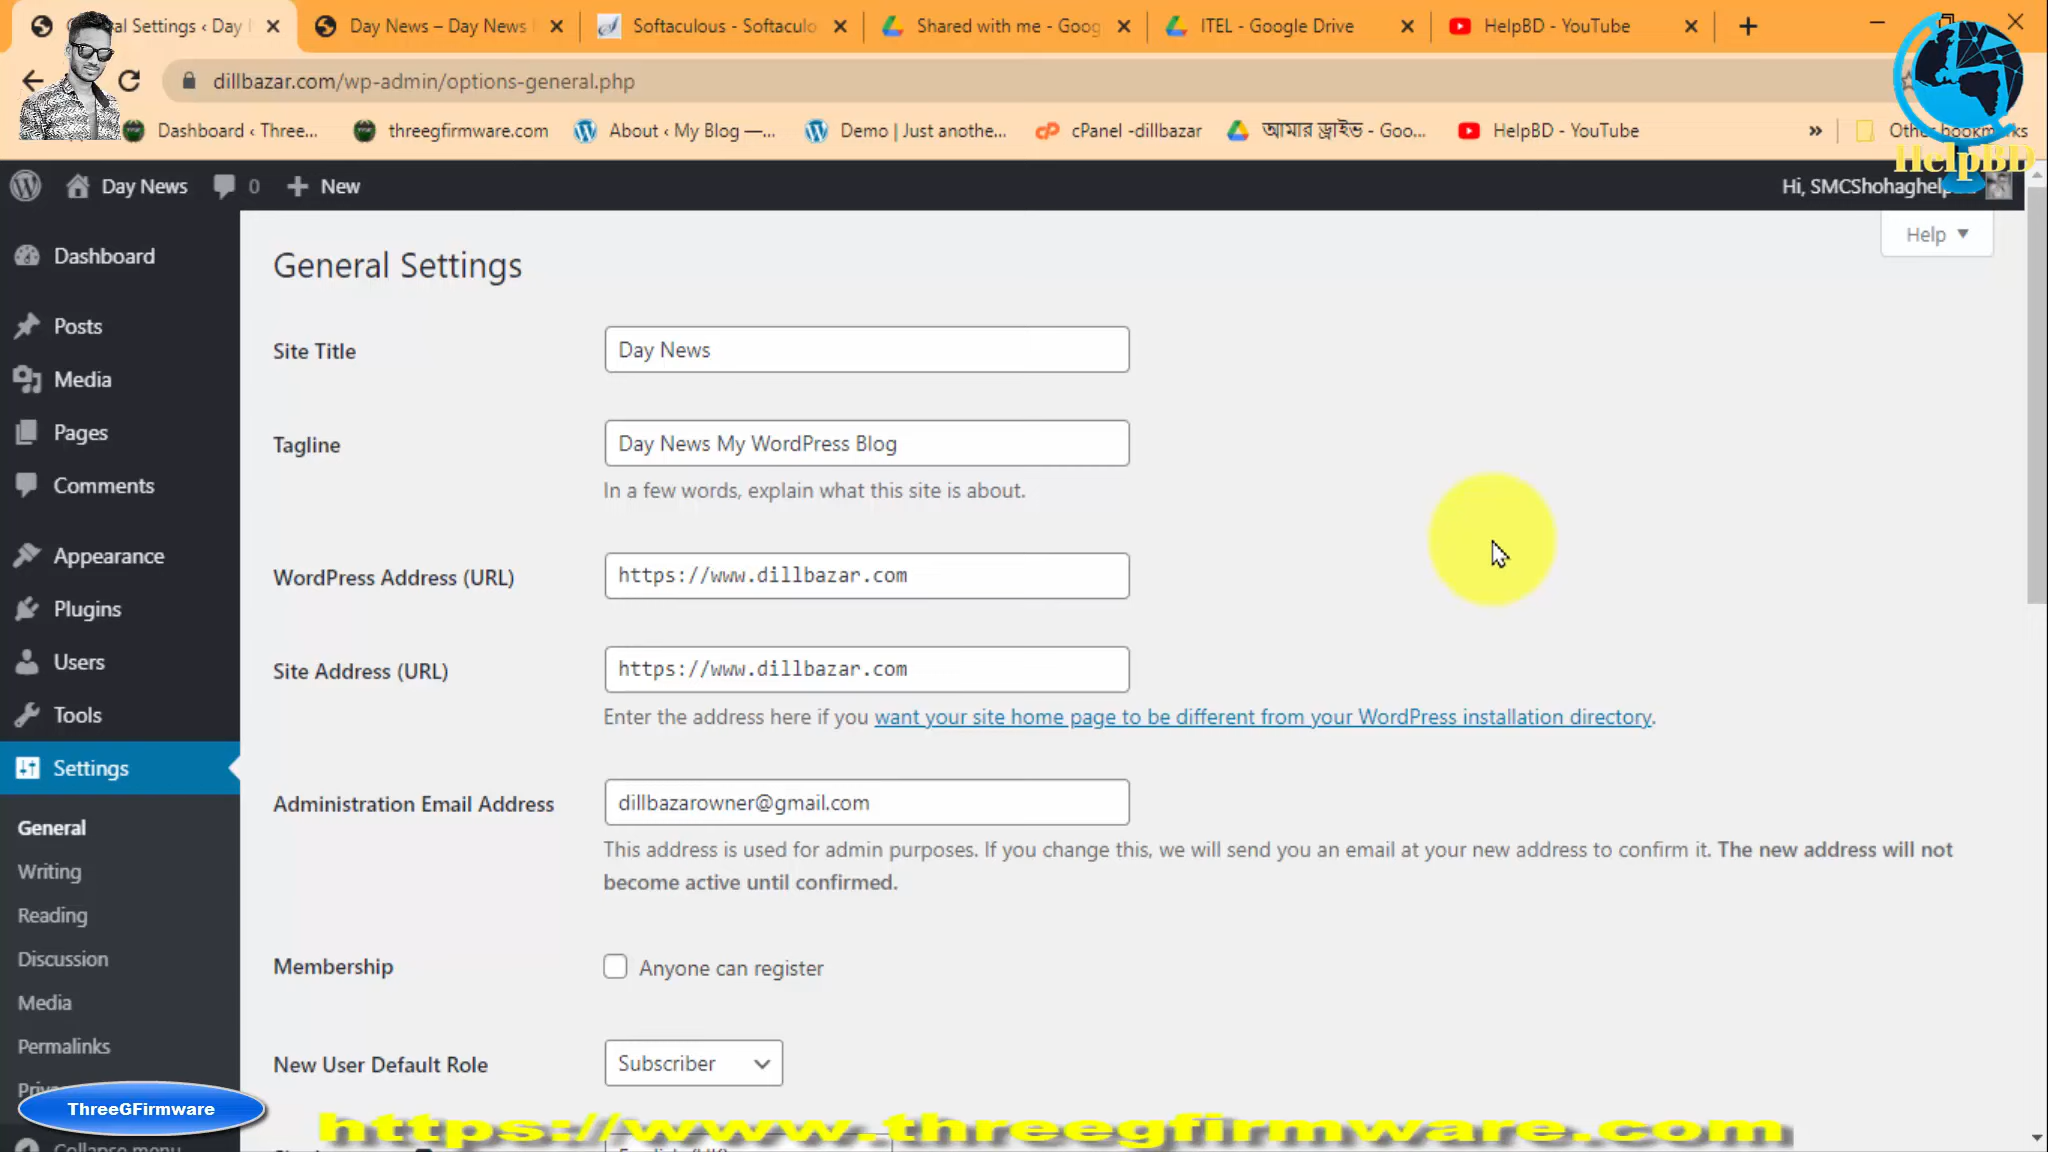 al Settings ‹ Day
Day News – Day News
Softaculous - Softaculo
Shared with me - Goog
ITEL - Google Drive
HelpBD - YouTube
dillbazar.com/wp-admin/options-general.php
Dashboard ‹ Three...
threegfirmware.com
About ‹ My Blog —...
Demo | Just anothe...
cPanel -dillbazar
আমার ড্রাইভ - Goo...
HelpBD - YouTube
»
Other bookmarks
HelpBD
Day News
0
New
Hi, SMCShohaghelp
Help
Dashboard
Posts
Media
Pages
Comments
Appearance
Plugins
Users
Tools
Settings
General
Writing
Reading
Discussion
Media
Permalinks
Priv
ThreeGFirmware
Collapse menu
General Settings
Site Title
Day News
Tagline
Day News My WordPress Blog
In a few words, explain what this site is about.
WordPress Address (URL)
https://www.dillbazar.com
Site Address (URL)
https://www.dillbazar.com
Enter the address here if you want your site home page to be different from your WordPress installation directory.
Administration Email Address
dillbazarowner@gmail.com
This address is used for admin purposes. If you change this, we will send you an email at your new address to confirm it. The new address will not
become active until confirmed.
Membership
Anyone can register
New User Default Role
Subscriber
https://www.threegfirmware.com